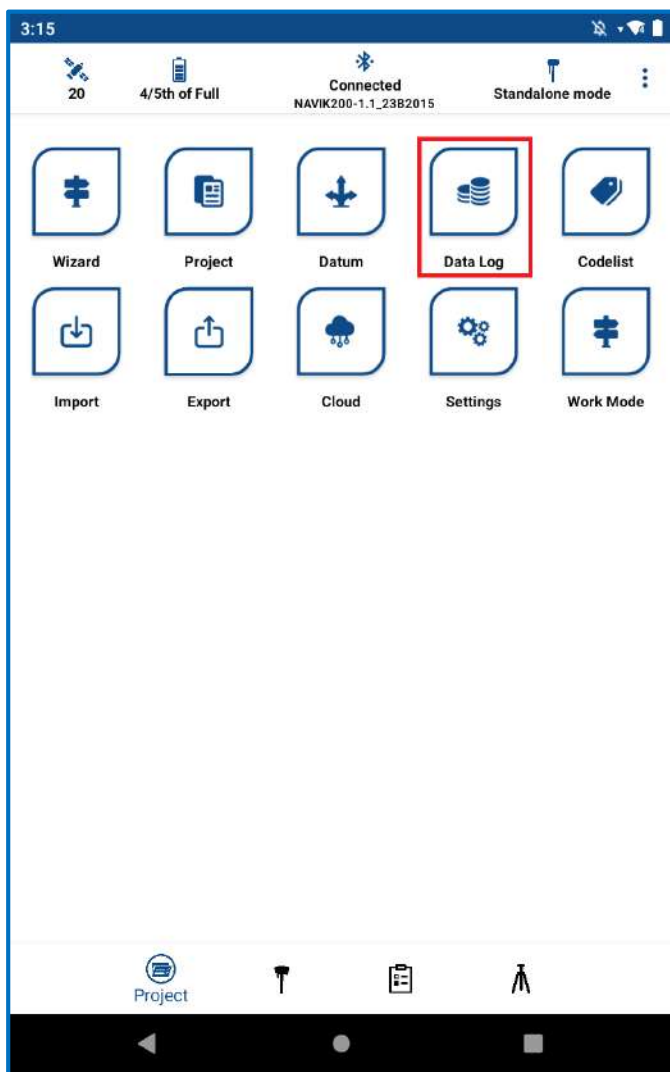 3:15
20
4/5th of Full
Connected
NAVIK200-1.1_23B2015
Standalone mode
Wizard
Project
Datum
Data Log
Codelist
Import
Export
Cloud
Settings
Work Mode
Project